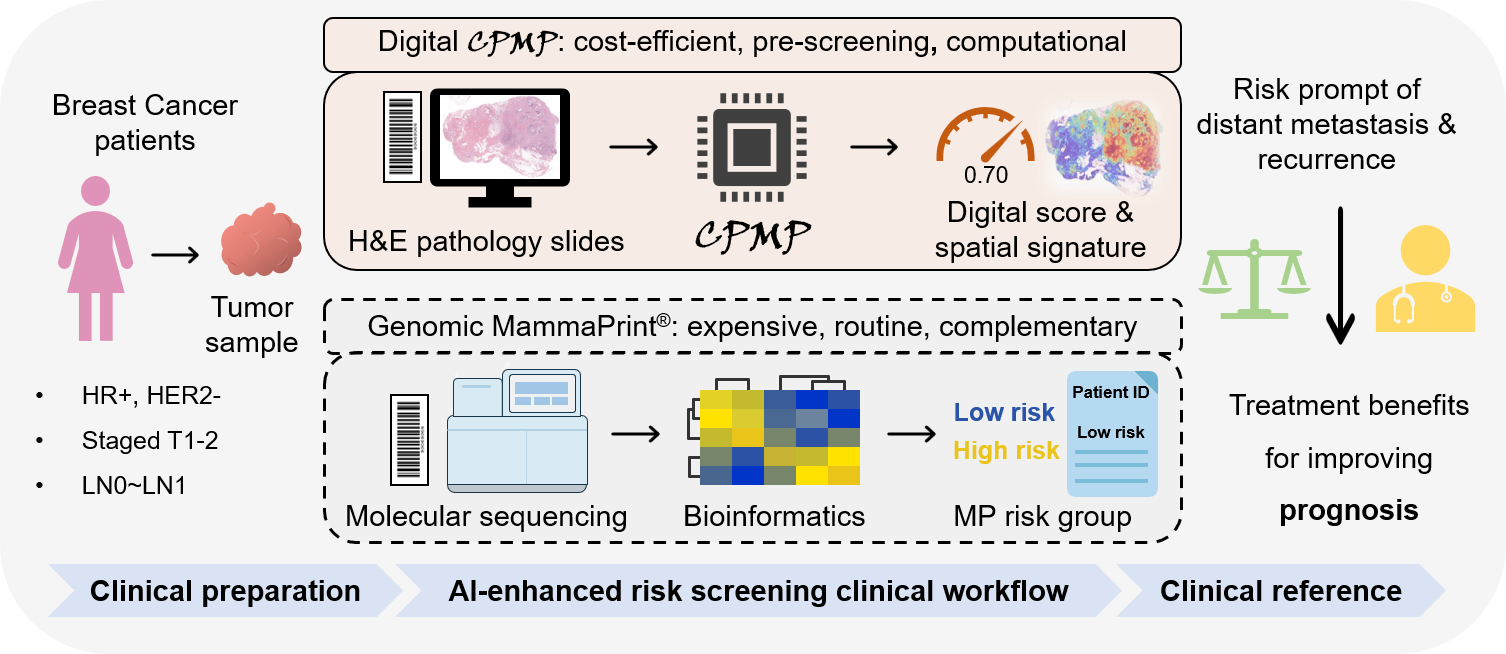 Digital CPMP: cost-efficient, pre-screening, computational
Breast Cancer
patients
Tumor
sample
• HR+, HER2-
• Staged T1-2
• LN0~LN1
H&E pathology slides
CPMP
0.70
Digital score &
spatial signature
Genomic MammaPrint®: expensive, routine, complementary
Molecular sequencing
Bioinformatics
Low risk
High risk
Patient ID
Low risk
MP risk group
Risk prompt of
distant metastasis &
recurrence
Treatment benefits
for improving
prognosis
Clinical preparation
AI-enhanced risk screening clinical workflow
Clinical reference